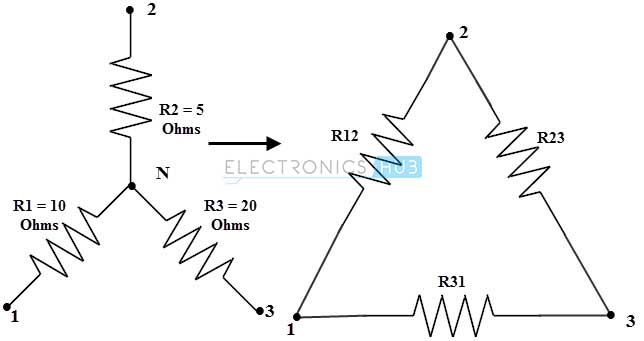 2
R2 = 5
Ohms
N
R1 = 10
Ohms
R3 = 20
Ohms
1
3
ELECTRONICS HUB
2
R12
R23
R31
1
3